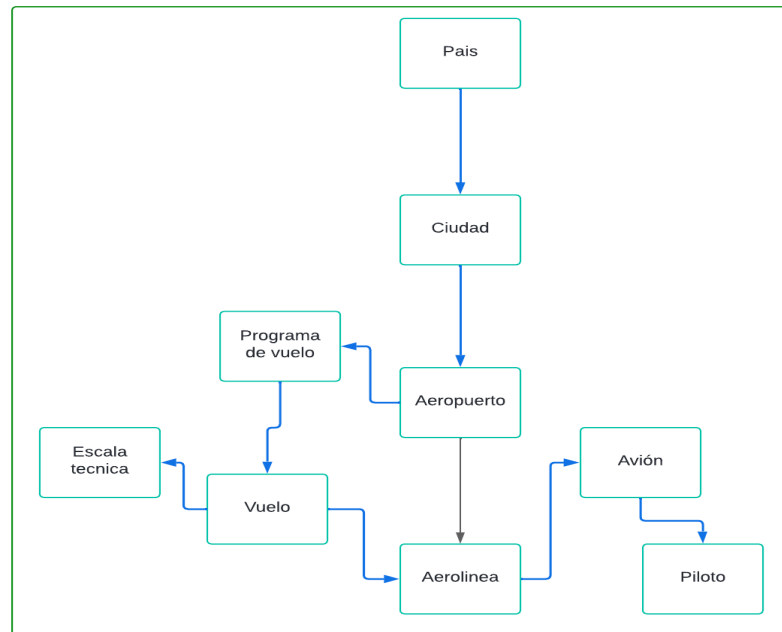 Pais
Ciudad
Programa
de vuelo
Aeropuerto
Escala
tecnica
Avión
Vuelo
Aerolinea
Piloto